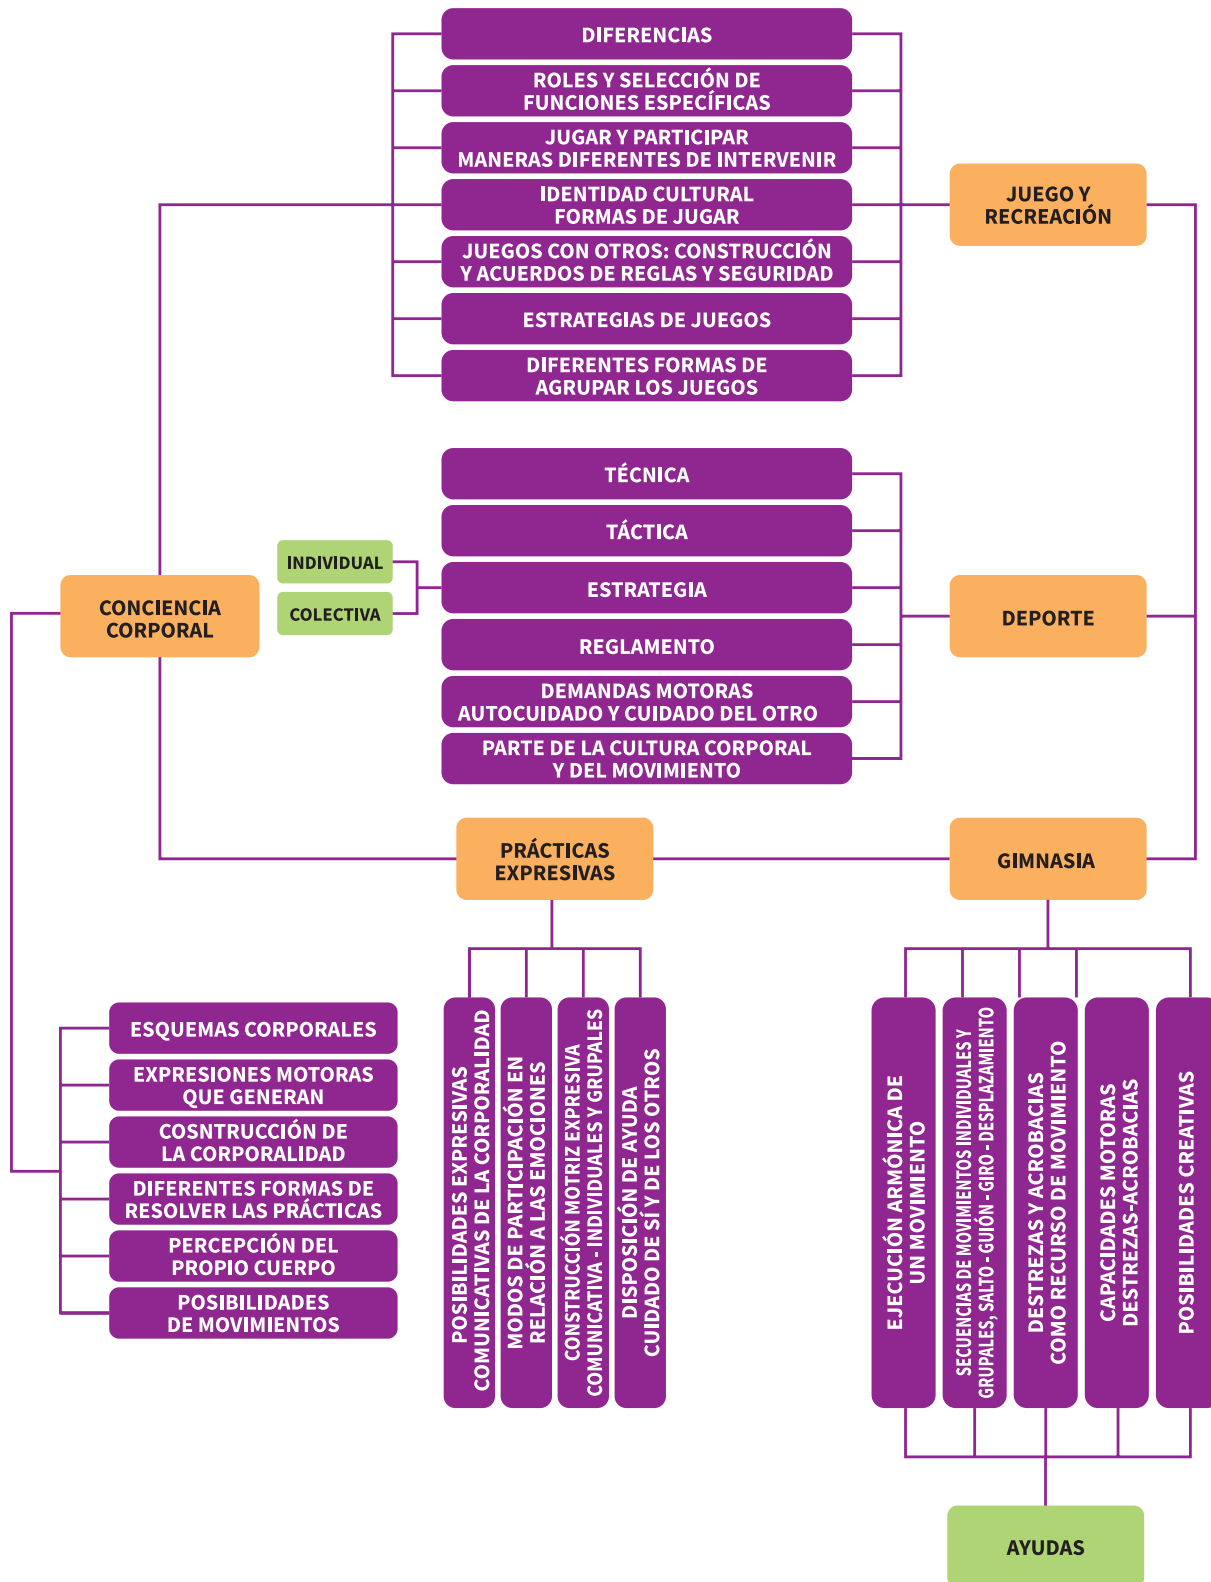 DIFERENCIAS
ROLES Y SELECCIÓN DE
FUNCIONES ESPECÍFICAS
JUGAR Y PARTICIPAR
MANERAS DIFERENTES DE INTERVENIR
IDENTIDAD CULTURAL
FORMAS DE JUGAR
JUEGOS CON OTROS: CONSTRUCCIÓN
Y ACUERDOS DE REGLAS Y SEGURIDAD
ESTRATEGIAS DE JUEGOS
DIFERENTES FORMAS DE
AGRUPAR LOS JUEGOS
JUEGO Y
RECREACIÓN
TÉCNICA
TÁCTICA
ESTRATEGIA
REGLAMENTO
DEMANDAS MOTORAS
AUTOCUIDADO Y CUIDADO DEL OTRO
PARTE DE LA CULTURA CORPORAL
Y DEL MOVIMIENTO
INDIVIDUAL
COLECTIVA
CONCIENCIA
CORPORAL
DEPORTE
PRÁCTICAS
EXPRESIVAS
GIMNASIA
ESQUEMAS CORPORALES
EXPRESIONES MOTORAS
QUE GENERAN
COSNTRUCCIÓN DE
LA CORPORALIDAD
DIFERENTES FORMAS DE
RESOLVER LAS PRÁCTICAS
PERCEPCIÓN DEL
PROPIO CUERPO
POSIBILIDADES
DE MOVIMIENTOS
POSIBILIDADES EXPRESIVAS
COMUNICATIVAS DE LA CORPORALIDAD
MODOS DE PARTICIPACIÓN EN
RELACIÓN A LAS EMOCIONES
CONSTRUCCIÓN MOTRIZ EXPRESIVA
COMUNICATIVA - INDIVIDUALES Y GRUPALES
DISPOSICIÓN DE AYUDA
CUIDADO DE SÍ Y DE LOS OTROS
EJECUCIÓN ARMÓNICA DE
UN MOVIMIENTO
SECUENCIAS DE MOVIMIENTOS INDIVIDUALES Y
GRUPALES, SALTO - GUIÓN - GIRO - DESPLAZAMIENTO
DESTREZAS Y ACROBACIAS
COMO RECURSO DE MOVIMIENTO
CAPACIDADES MOTORAS
DESTREZAS-ACROBACIAS
POSIBILIDADES CREATIVAS
AYUDAS